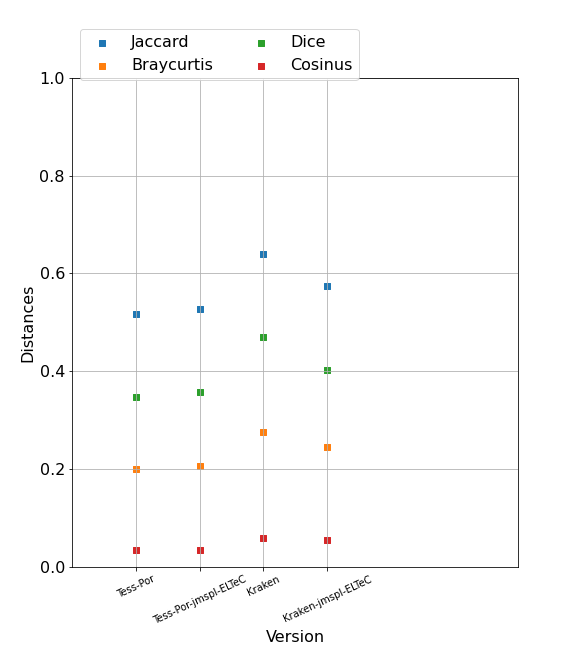 Jaccard Dice
Braycurtis Cosinus
1.0
0.8
0.6
0.4
0.2
0.0
Distances
Tess-Por Tess-Por-jmspl-ELTeC Kraken Kraken-jmspl-ELTeC
Version